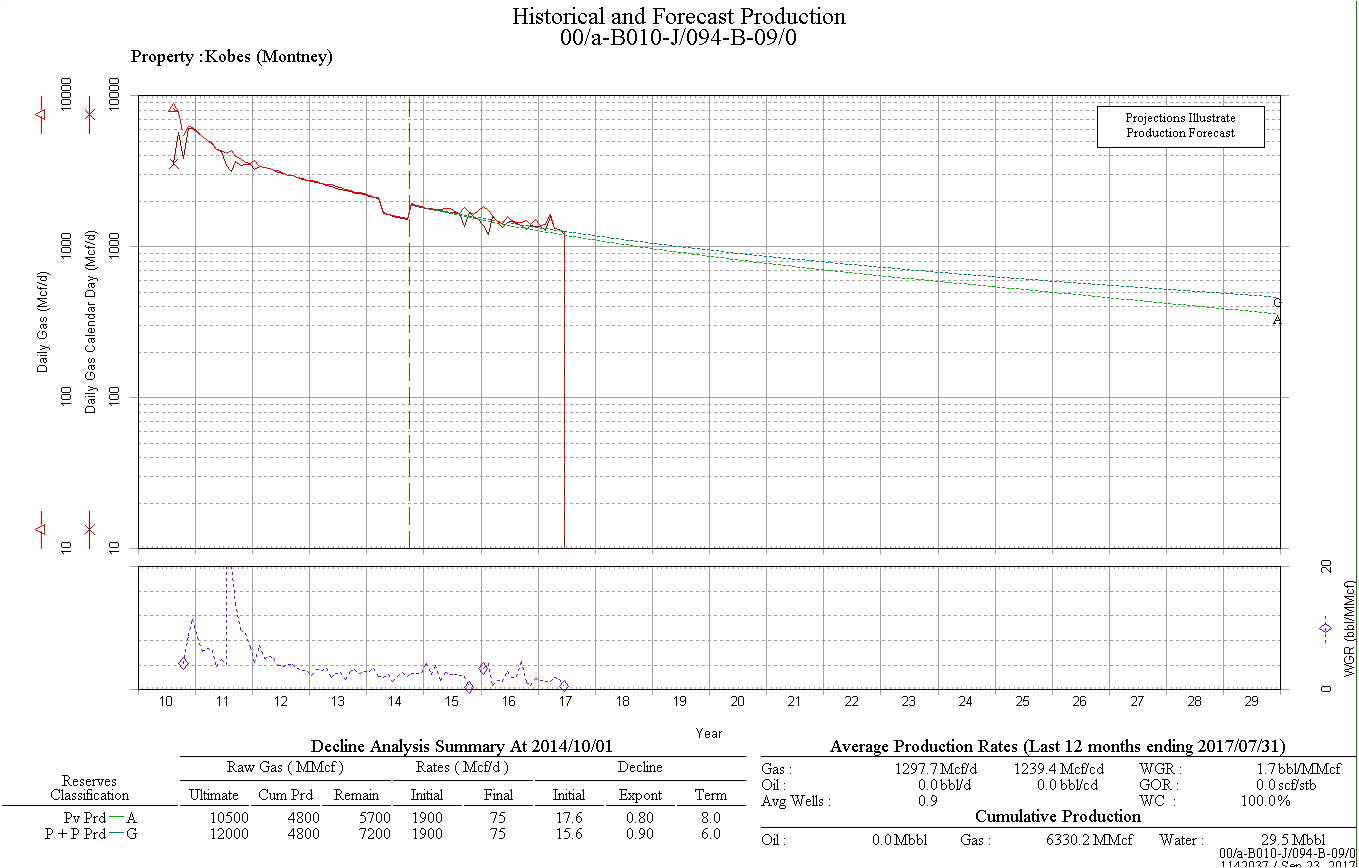 Historical and Forecast Production
00/a-B010-J/094-B-09/0
Property :Kobes (Montney)
Projections Illustrate
Production Forecast
Daily Gas (Mcf/d)
10 100 1000 10000
Daily Gas Calendar Day (Mcf/d)
10 100 1000 10000
G
A
0 20
WGR (bbl/MMcf)
10 11 12 13 14 15 16 17 18 19 20 21 22 23 24 25 26 27 28 29
Year
Decline Analysis Summary At 2014/10/01
Raw Gas ( MMcf ) Rates ( Mcf/d ) Decline
Reserves
Classification Ultimate Cum Prd Remain Initial Final Initial Expont Term
Pv Prd A 10500 4800 5700 1900 75 17.6 0.80 8.0
P + P Prd G 12000 4800 7200 1900 75 15.6 0.90 6.0
Average Production Rates (Last 12 months ending 2017/07/31)
Gas : 1297.7 Mcf/d 1239.4 Mcf/cd WGR : 1.7 bbl/MMcf
Oil : 0.0 bbl/d 0.0 bbl/cd GOR : 0.0 scf/stb
Avg Wells : 0.9 WC : 100.0%
Cumulative Production
Oil : 0.0 Mbbl Gas : 6330.2 MMcf Water : 29.5 Mbbl
00/a-B010-J/094-B-09/0
1142037 / Sep 23, 2017